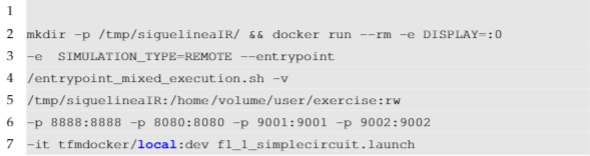 1
2 mkdir -p /tmp/siguelineaIR/ && docker run --rm -e DISPLAY=:0
3 -e SIMULATION_TYPE=REMOTE --entrypoint
4 /entrypoint_mixed_execution.sh -v
5 /tmp/siguelineaIR:/home/volume/user/exercise:rw
6 -p 8888:8888 -p 8080:8080 -p 9001:9001 -p 9002:9002
7 -it tfmdocker/local:dev f1_1_simplecircuit.launch